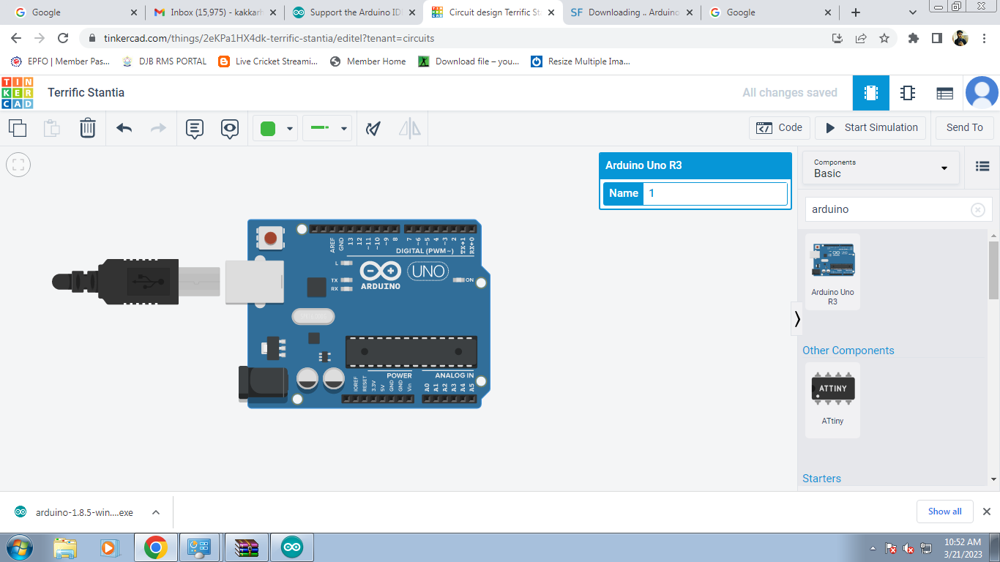 Google
Inbox (15,975) - kakkarh
Support the Arduino IDE
Circuit design Terrific Sta
Downloading .. Arduino
Google
tinkercad.com/things/2eKPa1HX4dk-terrific-stantia/editel?tenant=circuits
EPFO | Member Pas...
DJB RMS PORTAL
Live Cricket Streami...
Member Home
Download file – you...
Resize Multiple Ima...
TIN
KER
CAD
Terrific Stantia
All changes saved
Code
Start Simulation
Send To
Arduino Uno R3
Name 1
Components
Basic
arduino
AREF
GND
13
12
~11
~10
~9
8
7
~6
~5
4
~3
2
TX→1
RX←0
DIGITAL (PWM~)
L
TX
RX
ARDUINO
UNO
ON
POWER
ANALOG IN
IOREF
RESET
3.3V
5V
GND
GND
Vin
A0
A1
A2
A3
A4
A5
Arduino Uno
R3
Other Components
ATTINY
ATtiny
Starters
arduino-1.8.5-win....exe
Show all
10:52 AM
3/21/2023